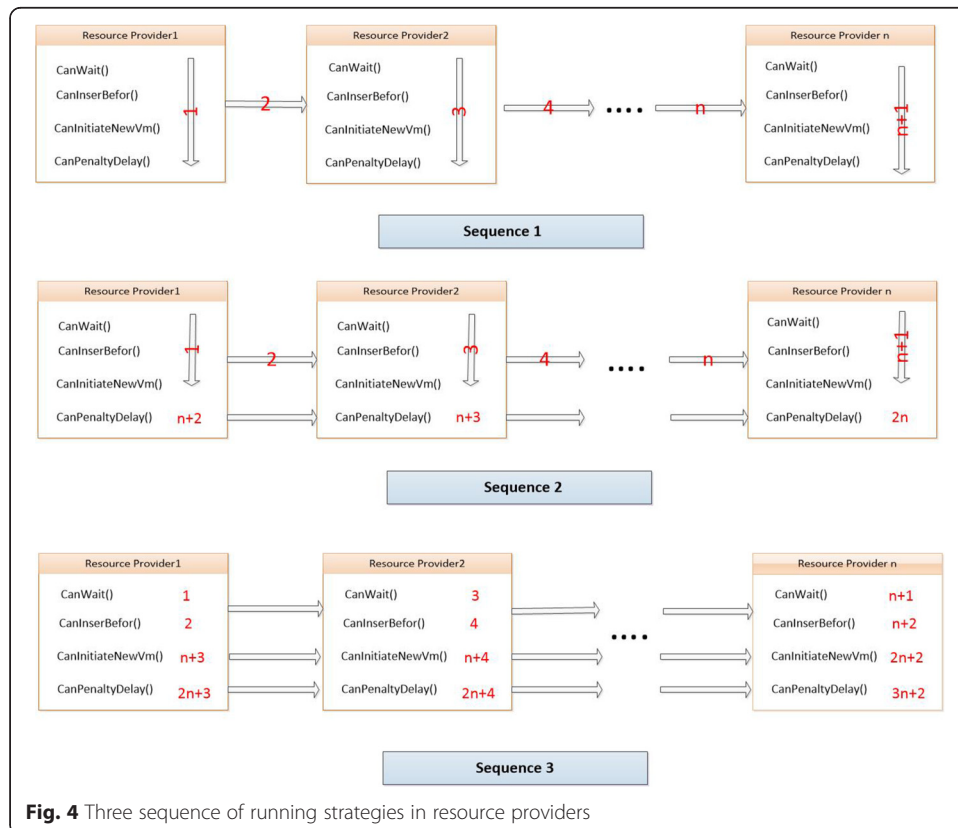 Resource Provider1 Resource Provider2 Resource Provider n
CanWait() CanWait() CanWait()
CanInserBefor() CanInserBefor() CanInserBefor()
1 2 3 4 .... n n+1
CanInitiateNewVm() CanInitiateNewVm() CanInitiateNewVm()
CanPenaltyDelay() CanPenaltyDelay() CanPenaltyDelay()
Sequence 1
Resource Provider1 Resource Provider2 Resource Provider n
CanWait() CanWait() CanWait()
CanInserBefor() CanInserBefor() CanInserBefor()
1 2 3 4 .... n n+1
CanInitiateNewVm() CanInitiateNewVm() CanInitiateNewVm()
CanPenaltyDelay() n+2 CanPenaltyDelay() n+3 CanPenaltyDelay() 2n
Sequence 2
Resource Provider1 Resource Provider2 Resource Provider n
CanWait() 1 CanWait() 3 CanWait() n+1
CanInserBefor() 2 CanInserBefor() 4 .... CanInserBefor() n+2
CanInitiateNewVm() n+3 CanInitiateNewVm() n+4 CanInitiateNewVm() 2n+2
CanPenaltyDelay() 2n+3 CanPenaltyDelay() 2n+4 CanPenaltyDelay() 3n+2
Sequence 3
Fig. 4 Three sequence of running strategies in resource providers